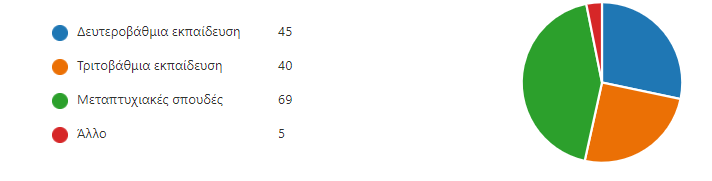 Δευτεροβάθμια εκπαίδευση 45
Τριτοβάθμια εκπαίδευση 40
Μεταπτυχιακές σπουδές 69
Άλλο 5